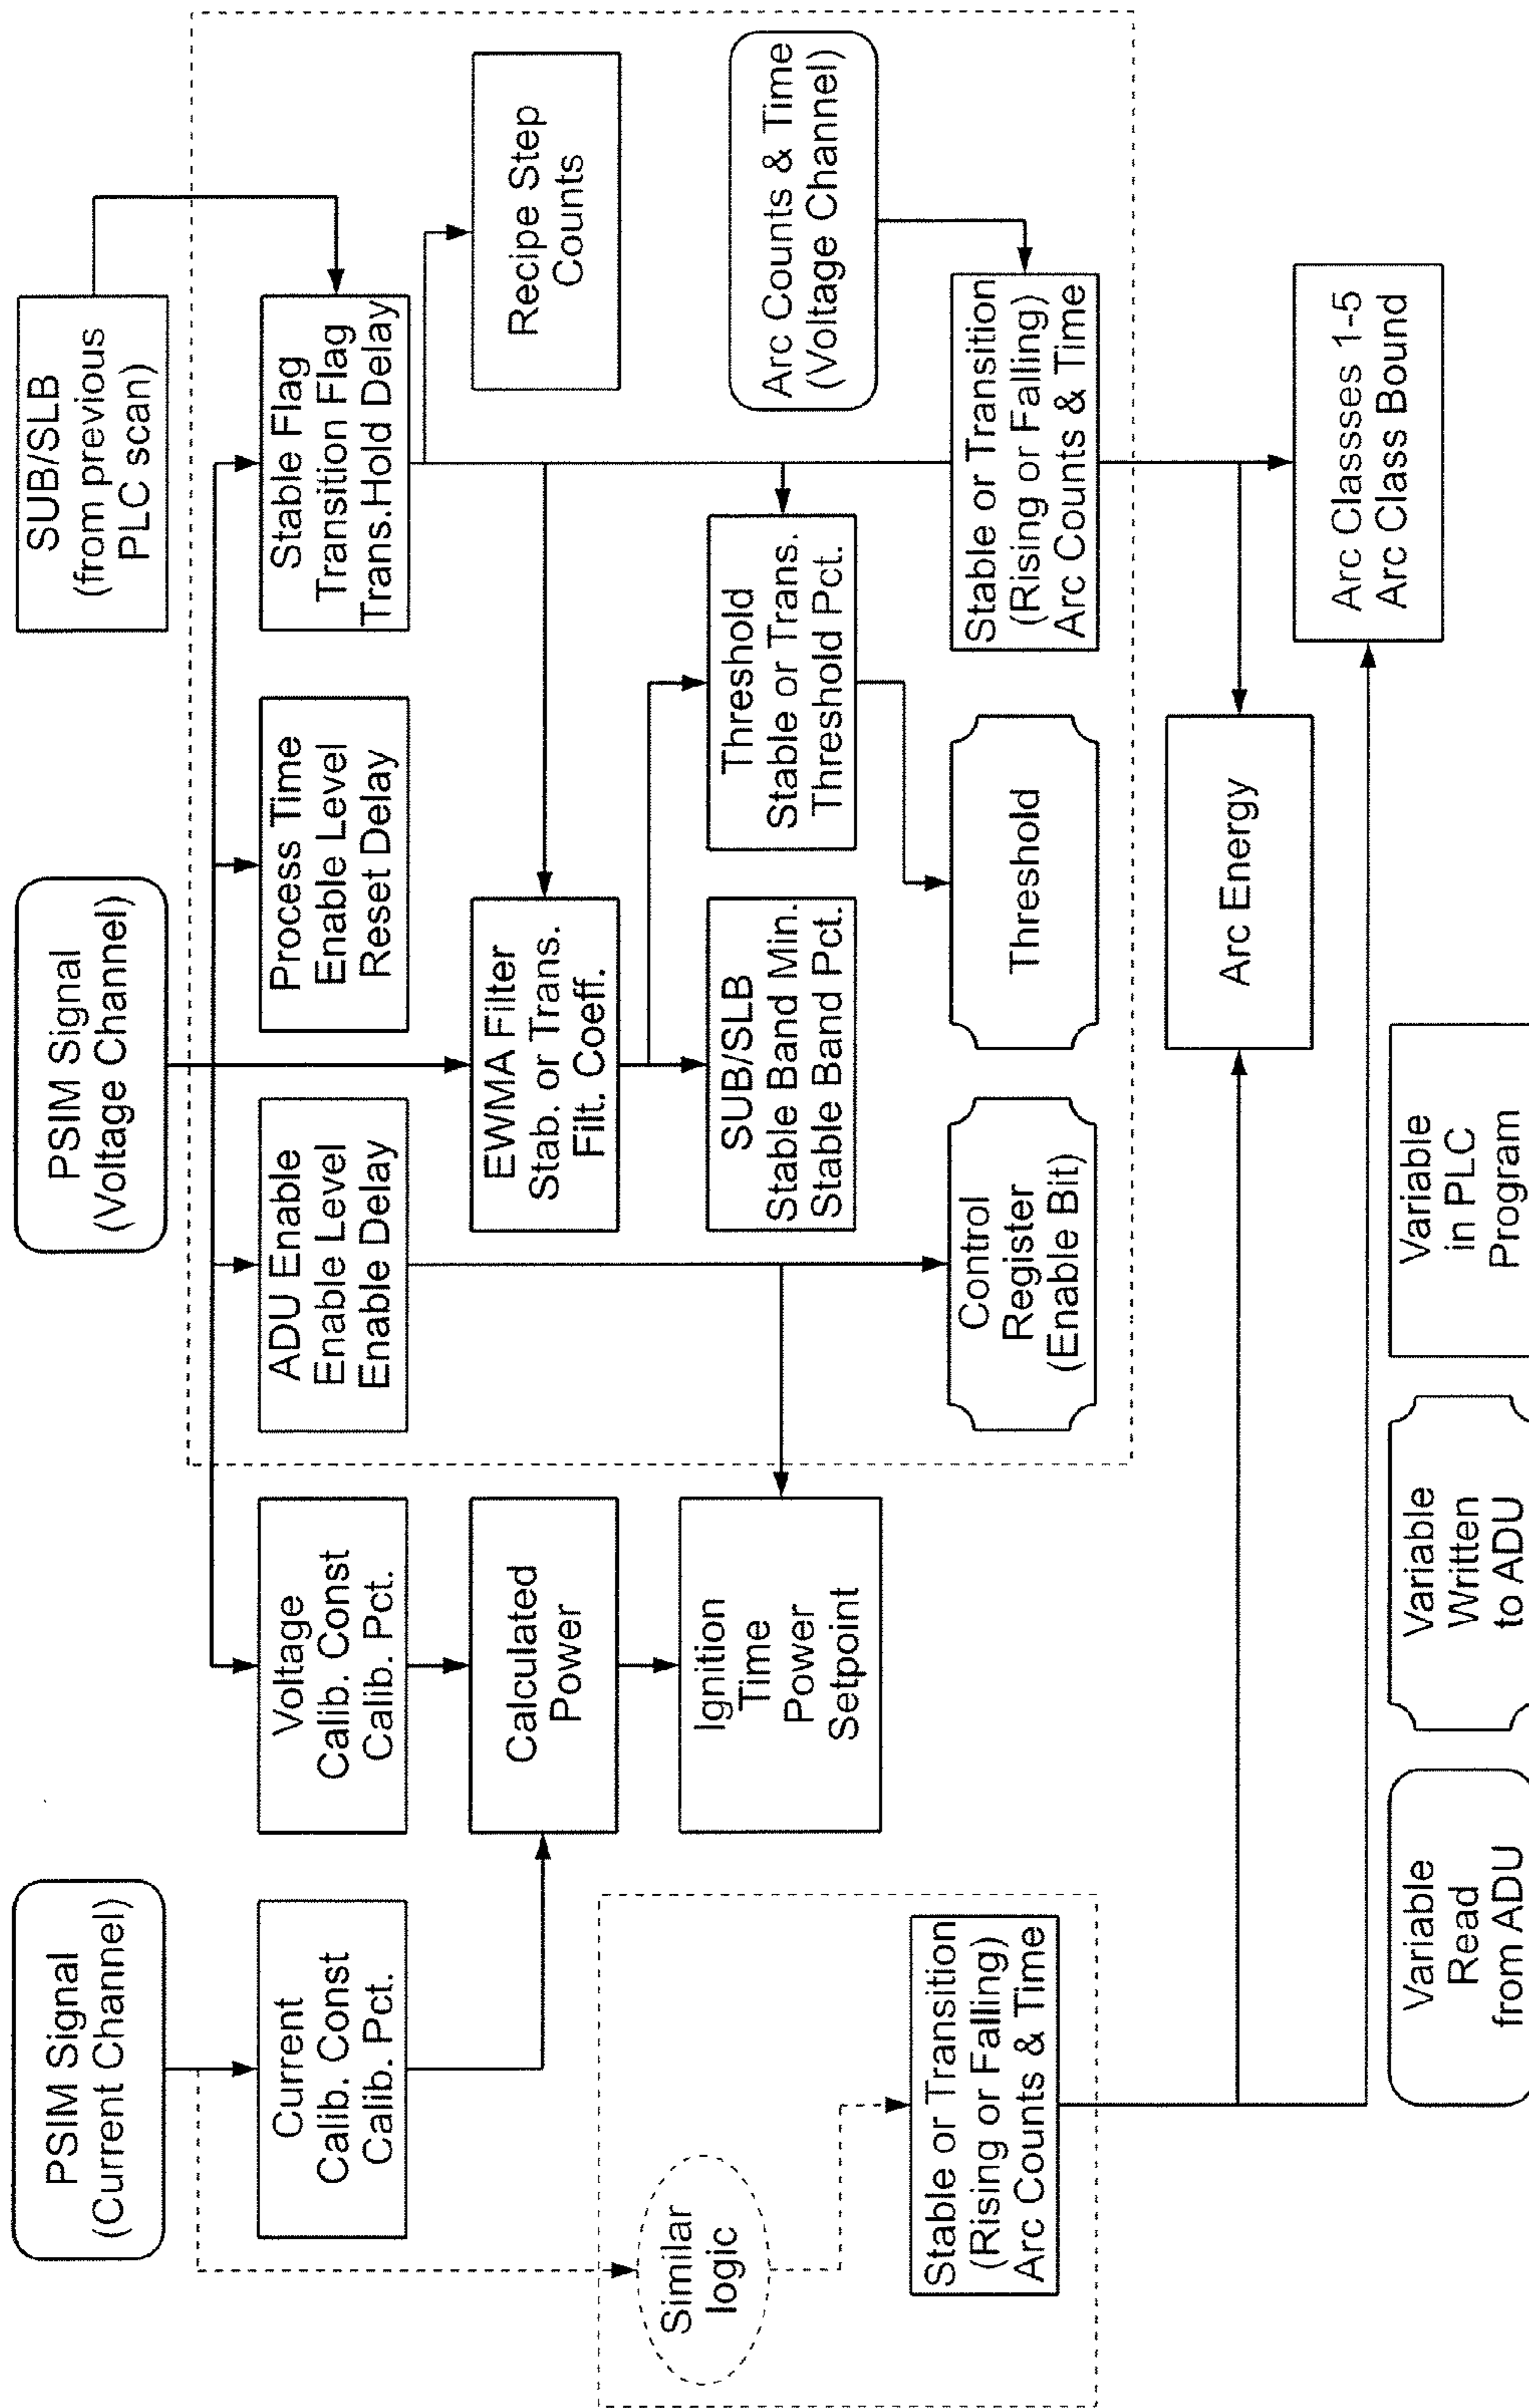 PSIM Signal
(Current Channel)
PSIM Signal
(Voltage Channel)
SUB/SLB
(from previous
PLC scan)
Current
Calib. Const
Calib. Pct.
Voltage
Calib. Const
Calib. Pct.
ADU Enable
Enable Level
Enable Delay
Process Time
Enable Level
Reset Delay
Stable Flag
Transition Flag
Trans.Hold Delay
Calculated
Power
EWMA Filter
Stab. or Trans.
Filt. Coeff.
Recipe Step
Counts
Similar
logic
Ignition
Time
Power
Setpoint
SUB/SLB
Stable Band Min.
Stable Band Pct.
Threshold
Stable or Trans.
Threshold Pct.
Arc Counts & Time
(Voltage Channel)
Stable or Transition
(Rising or Falling)
Arc Counts & Time
Control
Register
(Enable Bit)
Threshold
Stable or Transition
(Rising or Falling)
Arc Counts & Time
Arc Energy
Arc Classses 1-5
Arc Class Bound
Variable
Read
from ADU
Variable
Written
to ADU
Variable
in PLC
Program